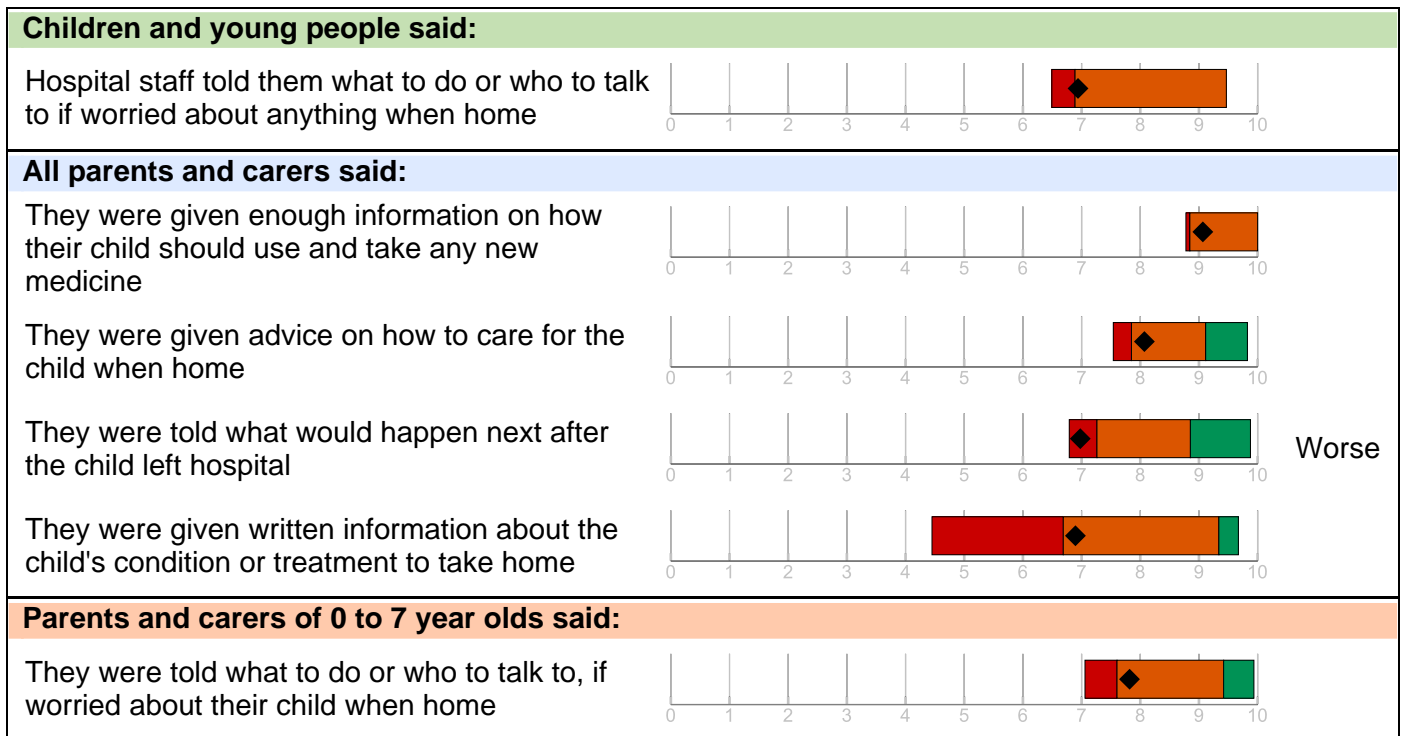 Children and young people said:
Hospital staff told them what to do or who to talk
to if worried about anything when home
0 1 2 3 4 5 6 7 8 9 10
All parents and carers said:
They were given enough information on how
their child should use and take any new
medicine
0 1 2 3 4 5 6 7 8 9 10
They were given advice on how to care for the
child when home
0 1 2 3 4 5 6 7 8 9 10
They were told what would happen next after
the child left hospital
0 1 2 3 4 5 6 7 8 9 10
Worse
They were given written information about the
child's condition or treatment to take home
0 1 2 3 4 5 6 7 8 9 10
Parents and carers of 0 to 7 year olds said:
They were told what to do or who to talk to, if
worried about their child when home
0 1 2 3 4 5 6 7 8 9 10